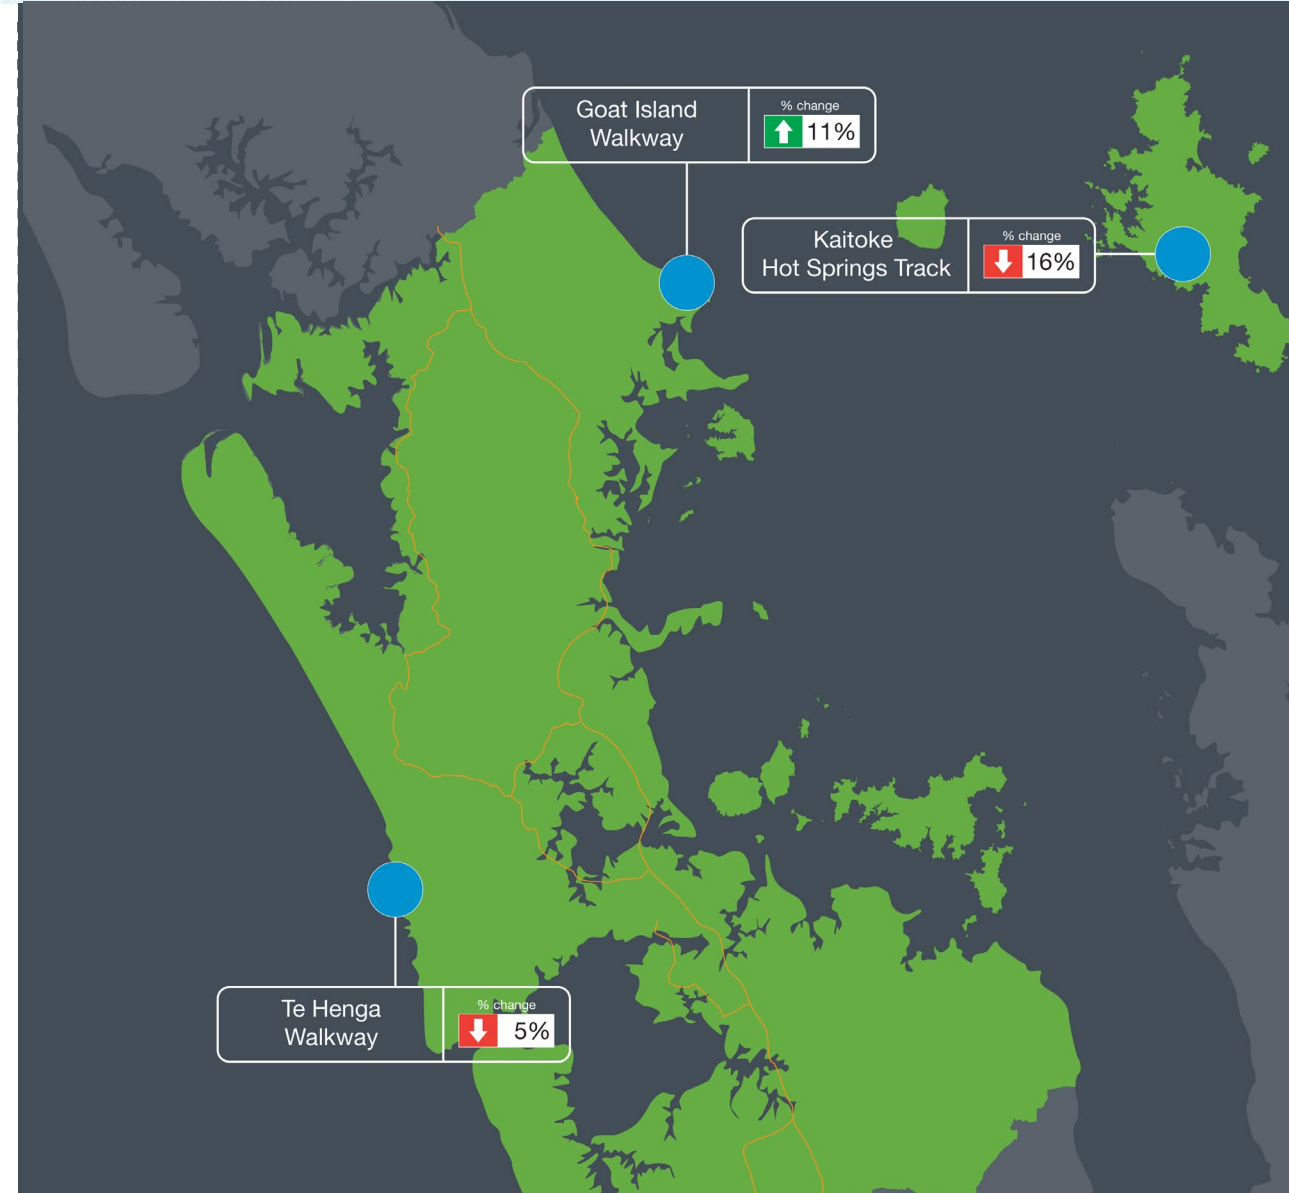 Goat Island
Walkway
% change
11%
Kaitoke
Hot Springs Track
% change
16%
Te Henga
Walkway
% change
5%